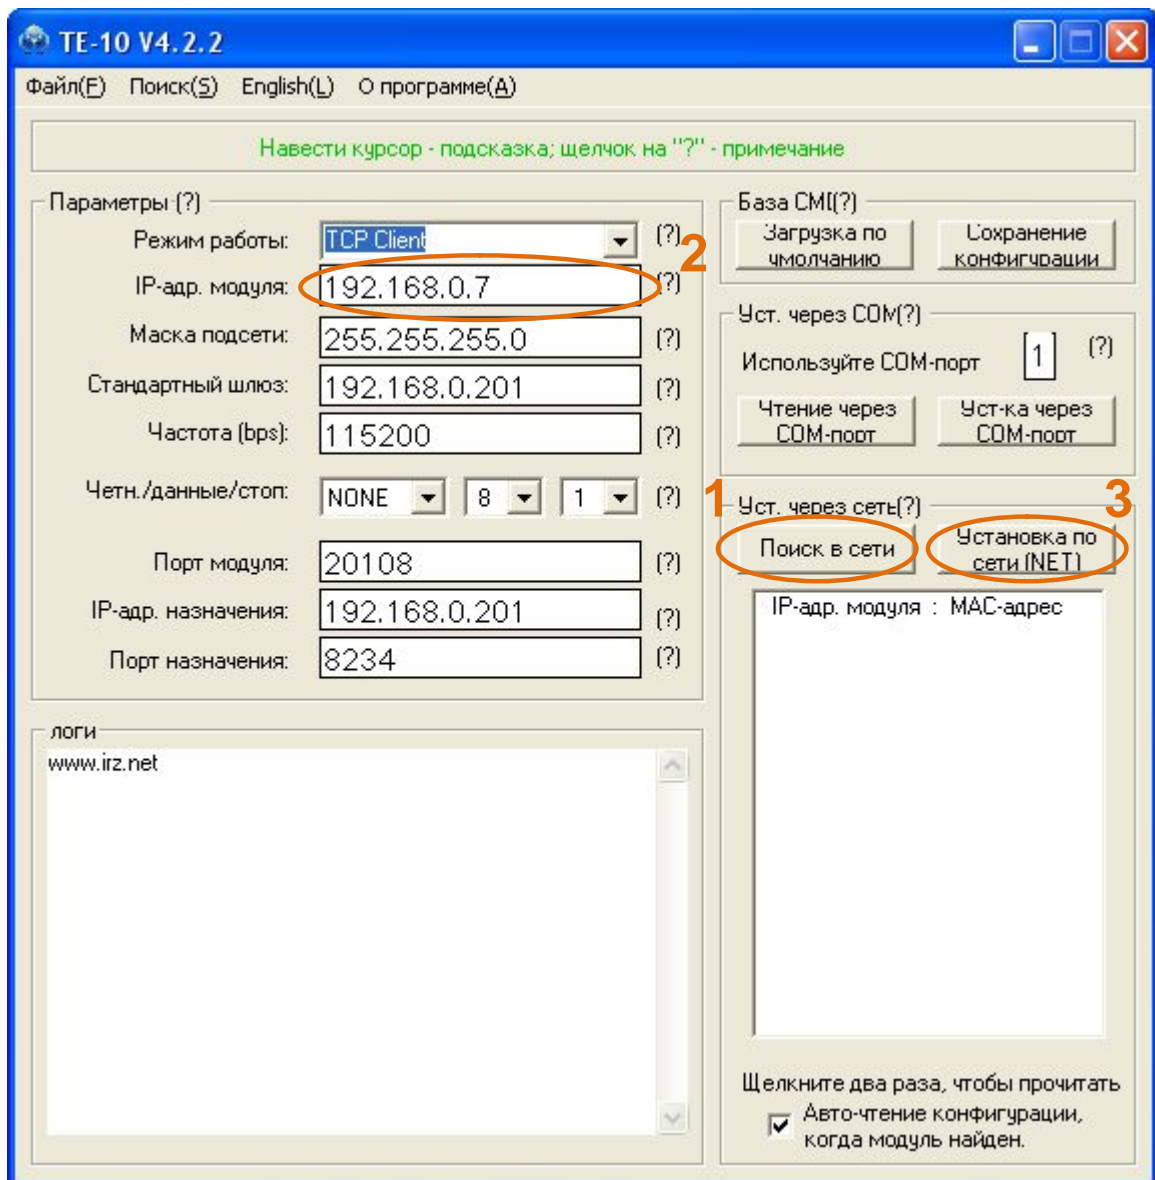 TE-10 V4.2.2
Файл(F) Поиск(S) English(L) О программе(A)
Навести курсор - подсказка; щелчок на "?" - примечание
Параметры (?)
Режим работы: TCP Client (?)
2
IP-адр. модуля: 192.168.0.7 (?)
Маска подсети: 255.255.255.0 (?)
Стандартный шлюз: 192.168.0.201 (?)
Частота (bps): 115200 (?)
Четн./данные/стоп: NONE 8 1 (?)
Порт модуля: 20108 (?)
IP-адр. назначения: 192.168.0.201 (?)
Порт назначения: 8234 (?)
логи
www.irz.net
База CMI(?)
Загрузка по
умолчанию
Сохранение
конфигурации
Уст. через COM(?)
Используйте COM-порт 1 (?)
Чтение через
COM-порт
Уст-ка через
COM-порт
1
Уст. через сеть(?)
3
Поиск в сети
Установка по
сети (NET)
IP-адр. модуля : MAC-адрес
Щелкните два раза, чтобы прочитать
Авто-чтение конфигурации,
когда модуль найден.